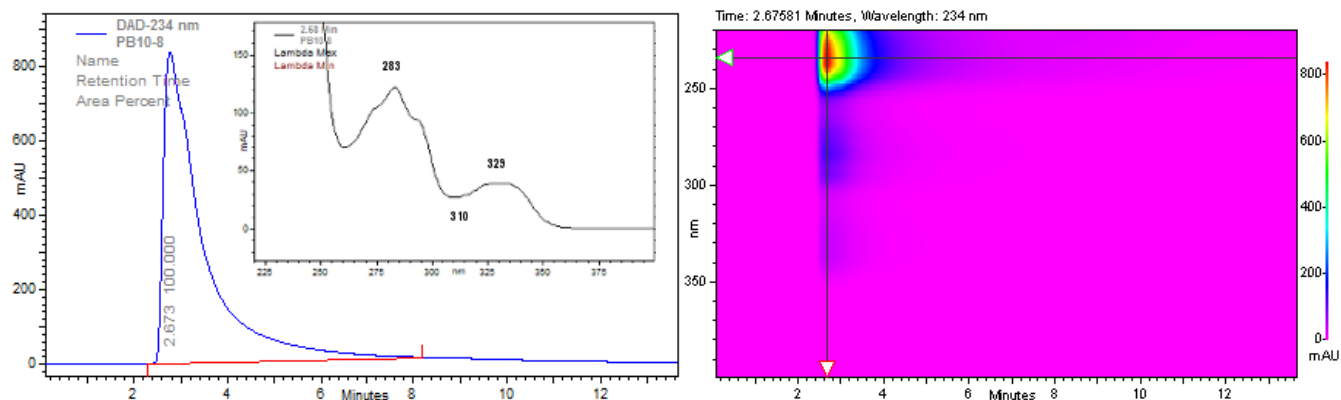 DAD-234 nm
PB10-8
Name
Retention Time
Area Percent
800
600
400
200
0
mAU
2.673 100.000
2 4 6 8 10 12
Minutes
2.68 Min
PB10-8
Lambda Max
Lambda Min
150
100
50
0
mAU
283
329
310
225 250 275 300 325 350 375
nm
Time: 2.67581 Minutes, Wavelength: 234 nm
250
300
350
nm
2 4 6 8 10 12
Minutes
800
600
400
200
0
mAU